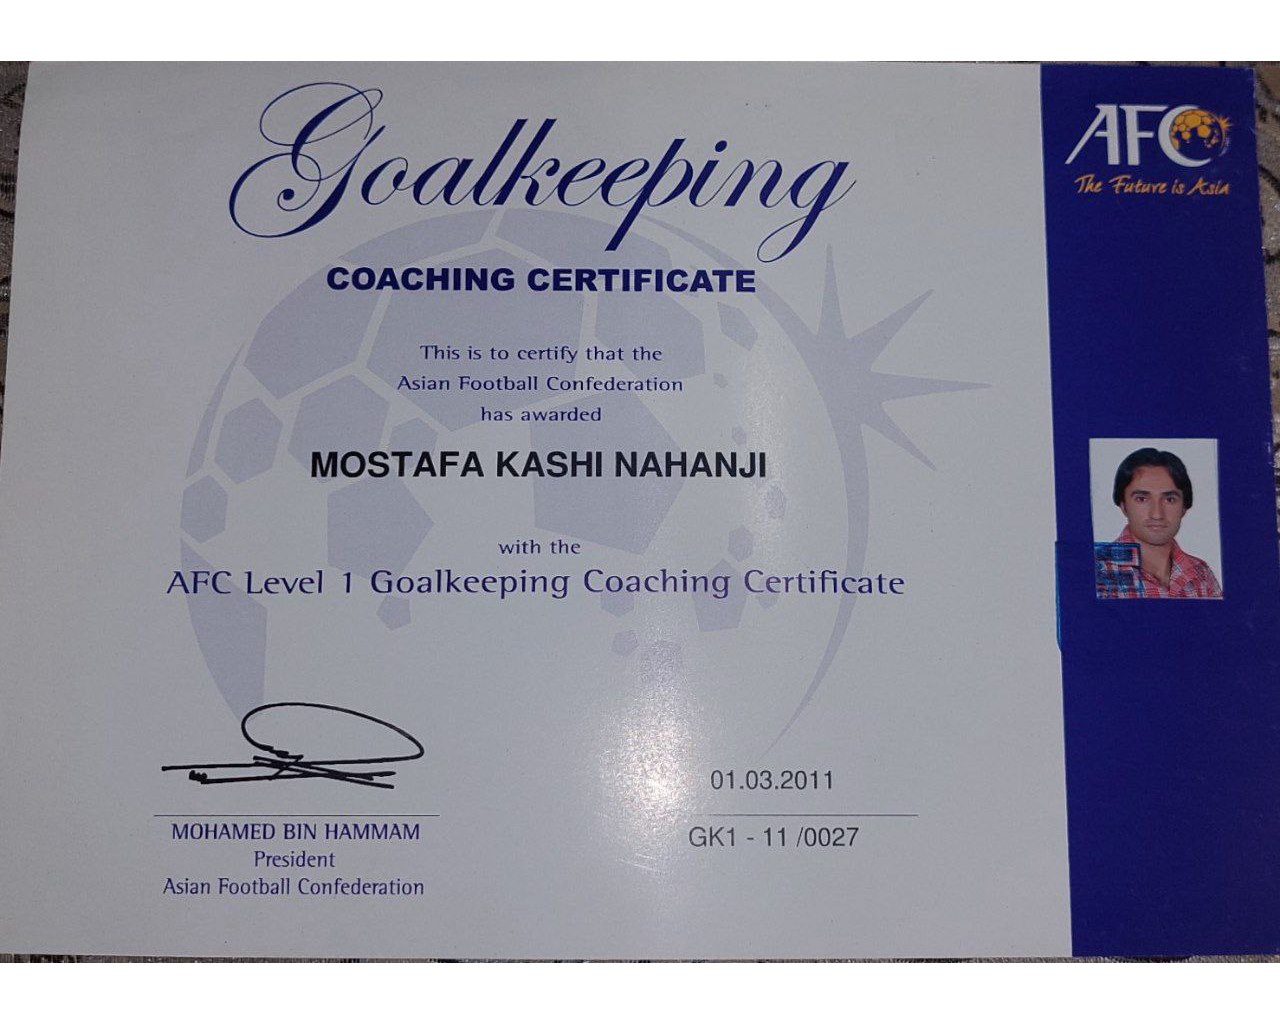 Goalkeeping
COACHING CERTIFICATE
This is to certify that the
Asian Football Confederation
has awarded
MOSTAFA KASHI NAHANJI
with the
AFC Level 1 Goalkeeping Coaching Certificate
01.03.2011
GK1 - 11 /0027
MOHAMED BIN HAMMAM
President
Asian Football Confederation
AFC
The Future is Asia